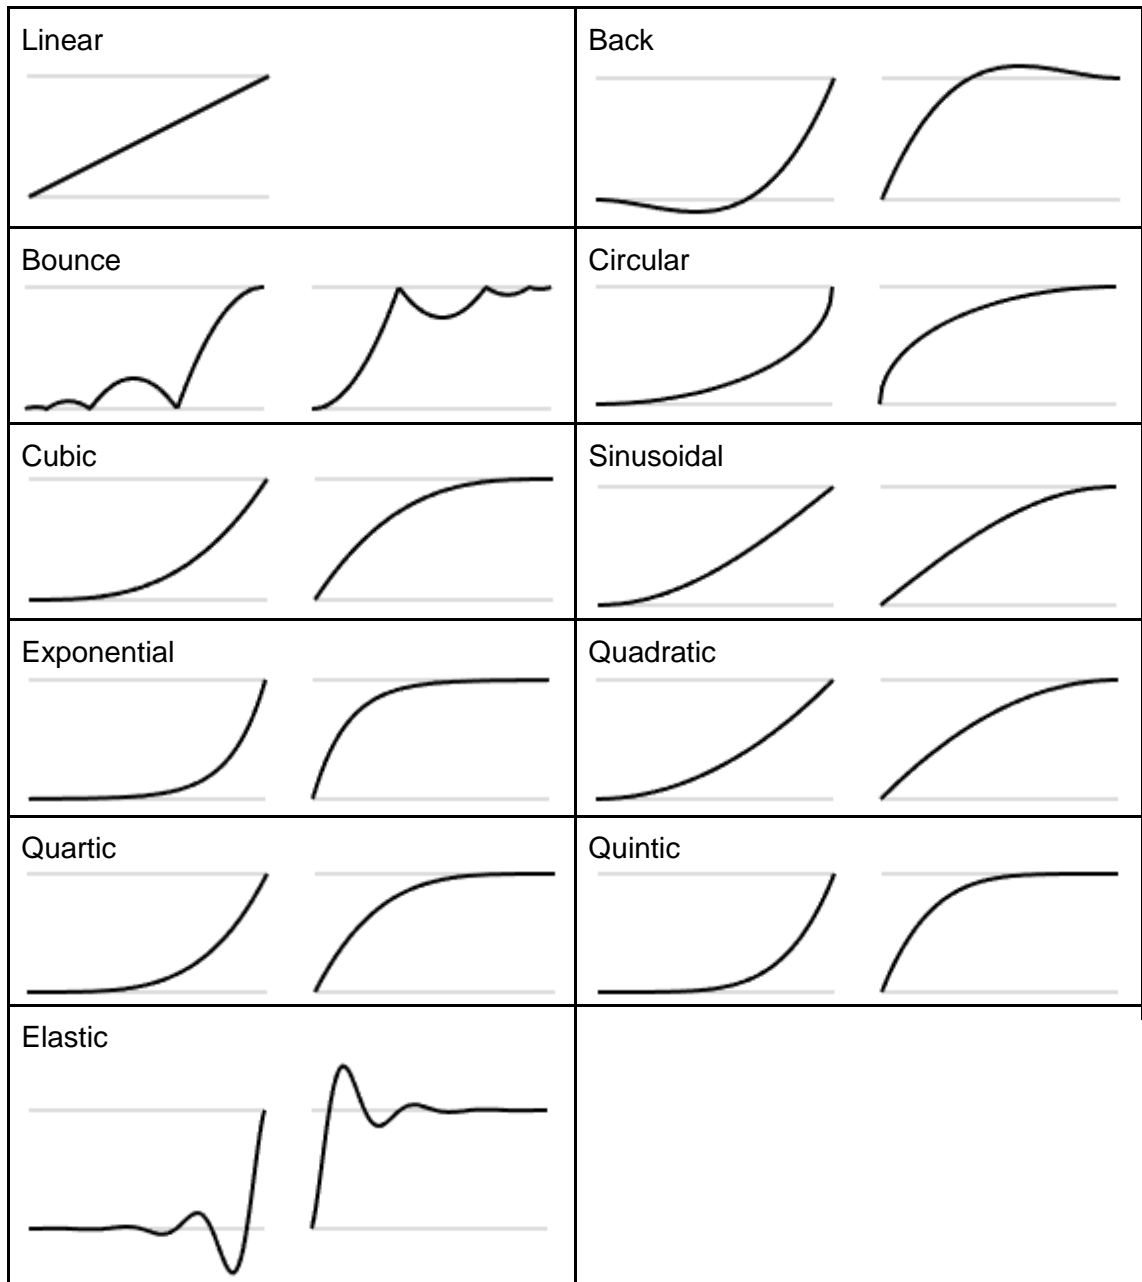 Linear
Back
Bounce
Circular
Cubic
Sinusoidal
Exponential
Quadratic
Quartic
Quintic
Elastic